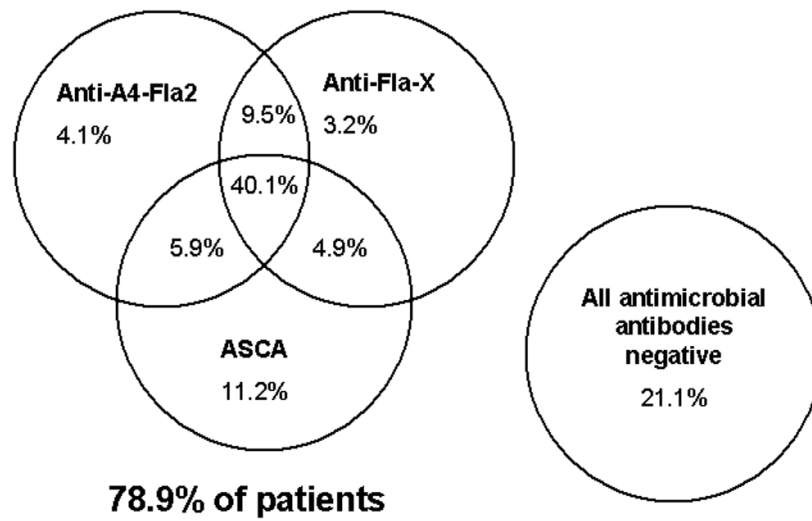 Anti-A4-Fla2
4.1%
9.5%
Anti-Fla-X
3.2%
40.1%
5.9%
4.9%
ASCA
11.2%
All antimicrobial
antibodies
negative
21.1%
78.9% of patients